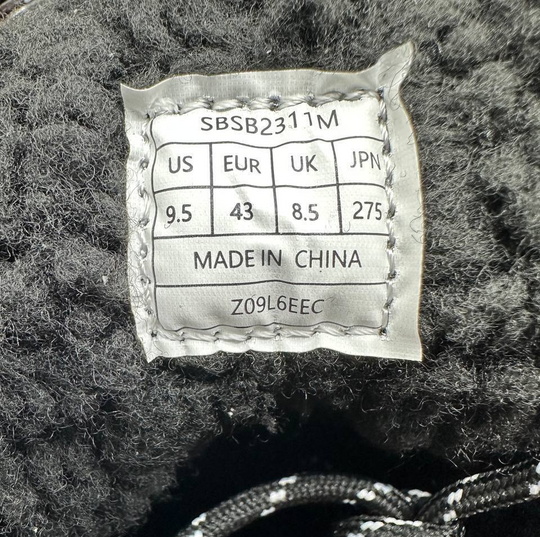 SBSB2311M
US EUR UK JPN
9.5 43 8.5 275
MADE IN CHINA
Z09L6EEC